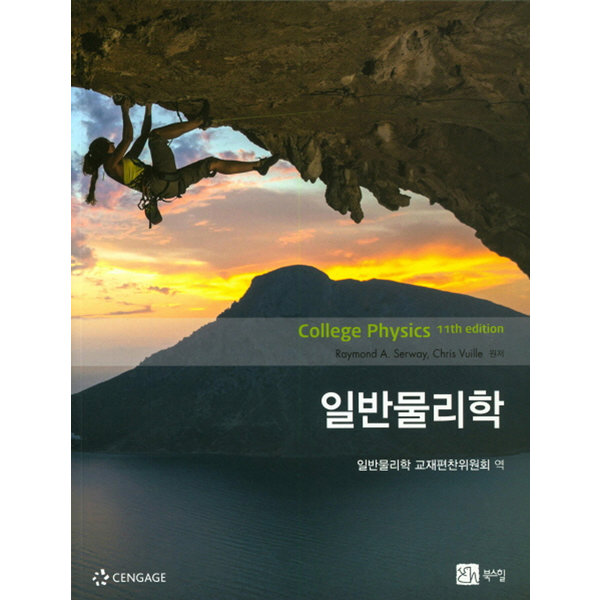 College Physics 11th edition
Raymond A. Serway, Chris Vuille 원저
일반물리학
일반물리학 교재편찬위원회 역
CENGAGE
북스힐